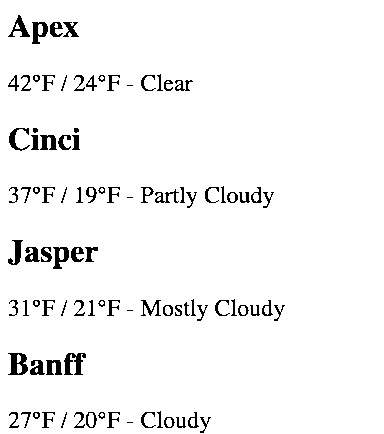 Apex
42°F / 24°F - Clear
Cinci
37°F / 19°F - Partly Cloudy
Jasper
31°F / 21°F - Mostly Cloudy
Banff
27°F / 20°F - Cloudy